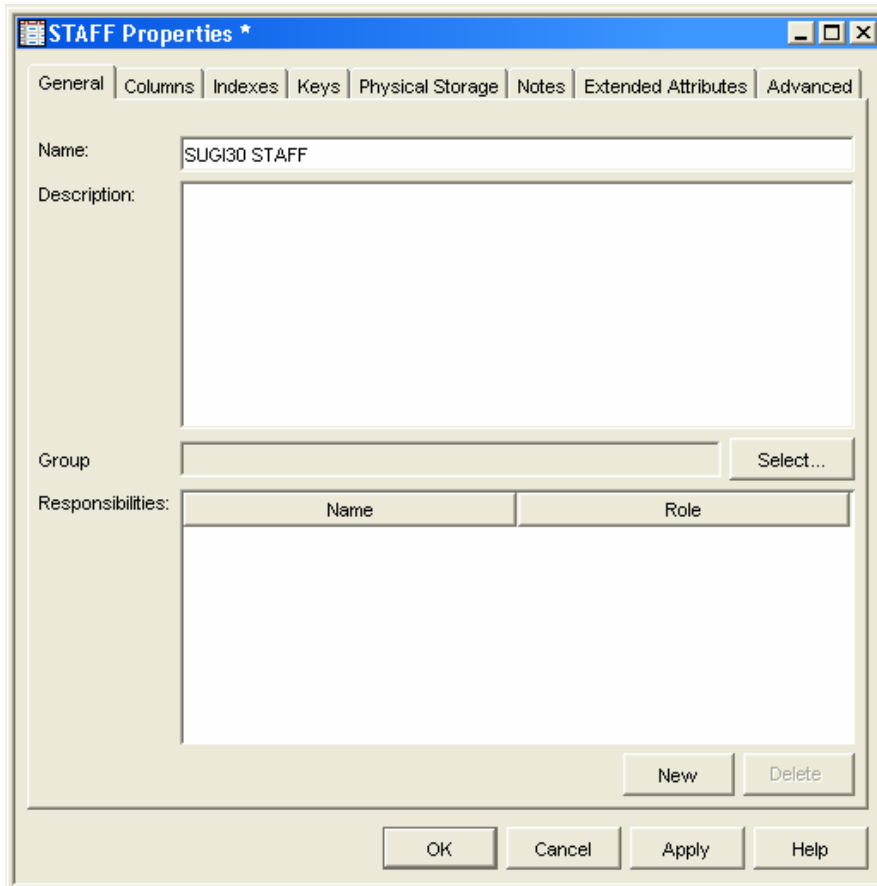 STAFF Properties *
General Columns Indexes Keys Physical Storage Notes Extended Attributes Advanced
Name: SUGI30 STAFF
Description:
Group Select...
Responsibilities: Name Role
New Delete
OK Cancel Apply Help